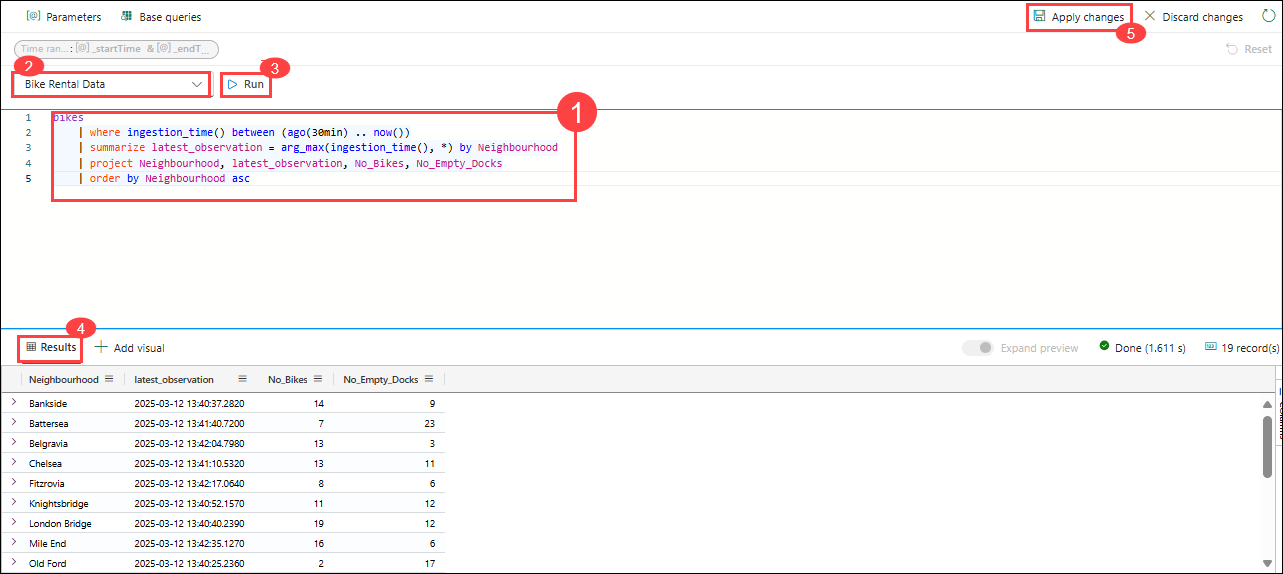 Parameters Base queries Apply changes Discard changes
5
Time ran... : _startTime & _endT... Reset
2 3
Bike Rental Data Run
1
1 bikes
2 | where ingestion_time() between (ago(30min) .. now())
3 | summarize latest_observation = arg_max(ingestion_time(), *) by Neighbourhood
4 | project Neighbourhood, latest_observation, No_Bikes, No_Empty_Docks
5 | order by Neighbourhood asc
4
Results Add visual Expand preview Done (1.611 s) 19 record(s)
Neighbourhood latest_observation No_Bikes No_Empty_Docks
Bankside 2025-03-12 13:40:37.2820 14 9
Battersea 2025-03-12 13:41:40.7200 7 23
Belgravia 2025-03-12 13:42:04.7980 13 3
Chelsea 2025-03-12 13:41:10.5320 13 11
Fitzrovia 2025-03-12 13:42:17.0640 8 6
Knightsbridge 2025-03-12 13:40:52.1570 11 12
London Bridge 2025-03-12 13:40:40.2390 19 12
Mile End 2025-03-12 13:42:35.1270 16 6
Old Ford 2025-03-12 13:40:25.2360 2 17